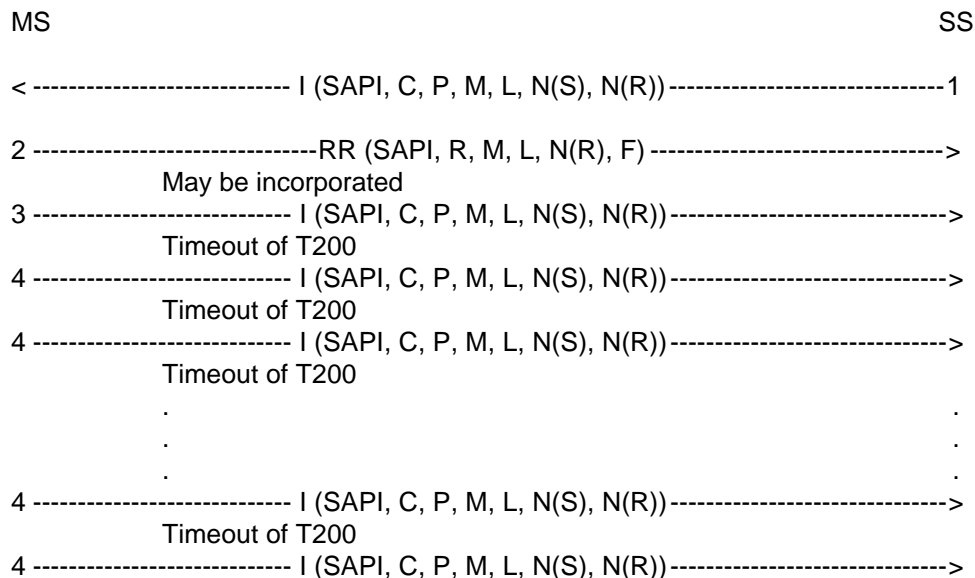 MS SS
< ----------------------------- I (SAPI, C, P, M, L, N(S), N(R))-------------------------------1
2 --------------------------------RR (SAPI, R, M, L, N(R), F) --------------------------------->
May be incorporated
3 ----------------------------- I (SAPI, C, P, M, L, N(S), N(R))------------------------------->
Timeout of T200
4 ----------------------------- I (SAPI, C, P, M, L, N(S), N(R))------------------------------->
Timeout of T200
4 ----------------------------- I (SAPI, C, P, M, L, N(S), N(R))------------------------------->
Timeout of T200
. .
. .
. .
4 ----------------------------- I (SAPI, C, P, M, L, N(S), N(R))------------------------------->
Timeout of T200
4 ----------------------------- I (SAPI, C, P, M, L, N(S), N(R))------------------------------->